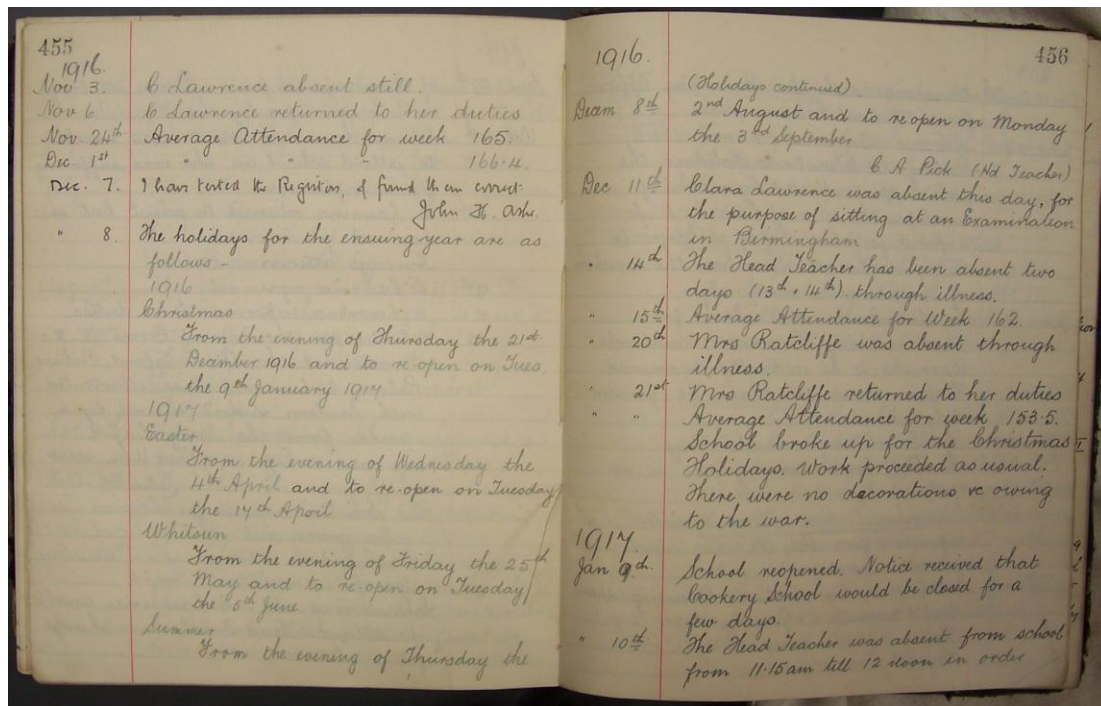 455
1916.
Nov 3. C Lawrence absent still.
Nov 6 C Lawrence returned to her duties
Nov 24th Average Attendance for week 165.
Dec 1st " " " 166.4.
Dec. 7. I have tested the Registers, & found them correct.
John H.
" 8. The holidays for the ensuing year are as
follows -
1916
Christmas
From the evening of Thursday the 21st
December 1916 and to re open on Tues.
the 9th January 1917
1917
Easter
From the evening of Wednesday the
4th April and to re-open on Tuesday
the 17th April
Whitsun
From the evening of Friday the 25th
May and to re-open on Tuesday
the 5th June
Summer
From the evening of Thursday the
456
1916.
(Holidays continued)
Decem 8th 2nd August and to reopen on Monday
the 3rd September
C A Pick (Hd Teacher)
Dec 11th Clara Lawrence was absent this day, for
the purpose of sitting at an Examination
in Birmingham
" 14th The Head Teacher has been absent two
days (13th & 14th) through illness.
" 15th Average Attendance for Week 162.
" 20th Mrs Ratcliffe was absent through
illness.
" 21st Mrs Ratcliffe returned to her duties
" " Average Attendance for week 153.5.
School broke up for the Christmas
Holidays. Work proceeded as usual.
There were no decorations &c owing
to the war.
1917.
Jan 9th. School reopened. Notice received that
Cookery School would be closed for a
few days.
" 10th The Head Teacher was absent from school
from 11.15am till 12 noon in order